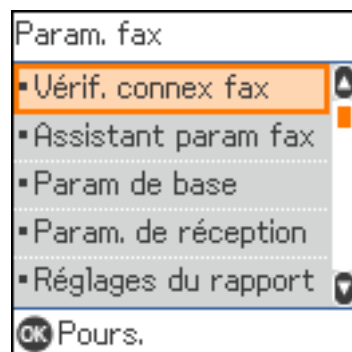 Param. fax
▪Vérif. connex fax
▪Assistant param fax
▪Param de base
▪Param. de réception
▪Réglages du rapport
OK Pours.